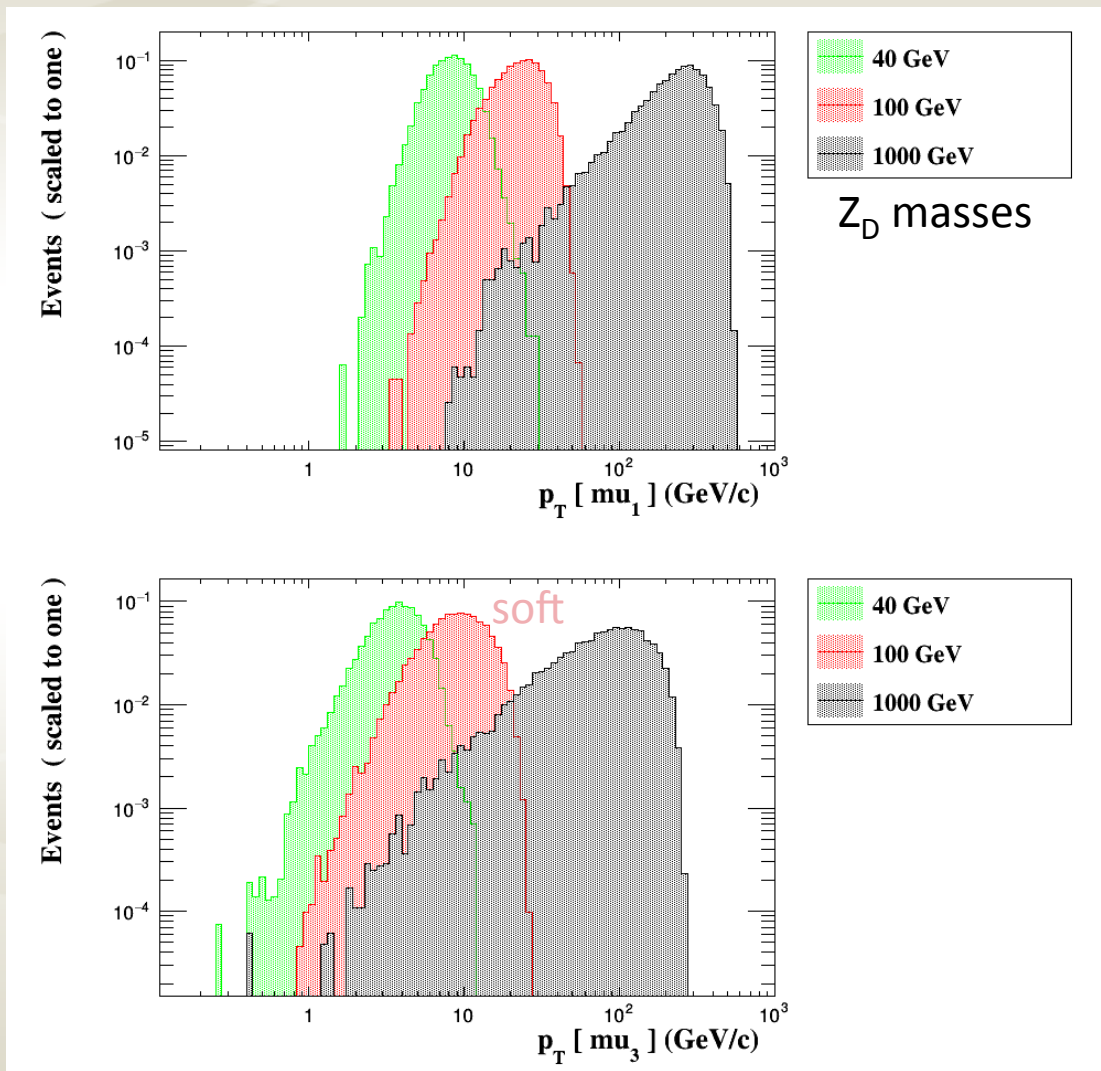 Events ( scaled to one )
10⁻¹
10⁻²
10⁻³
10⁻⁴
10⁻⁵
1
10
10²
10³
p_T [ mu_1 ] (GeV/c)
40 GeV
100 GeV
1000 GeV
Z_D masses
Events ( scaled to one )
10⁻¹
10⁻²
10⁻³
10⁻⁴
1
10
10²
10³
p_T [ mu_3 ] (GeV/c)
soft
40 GeV
100 GeV
1000 GeV